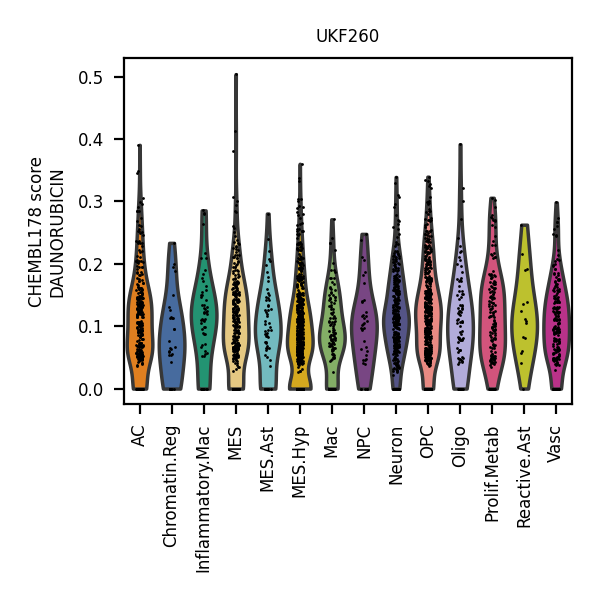 UKF260
CHEMBL178 score
DAUNORUBICIN
0.5
0.4
0.3
0.2
0.1
0.0
AC
Chromatin.Reg
Inflammatory.Mac
MES
MES.Ast
MES.Hyp
Mac
NPC
Neuron
OPC
Oligo
Prolif.Metab
Reactive.Ast
Vasc